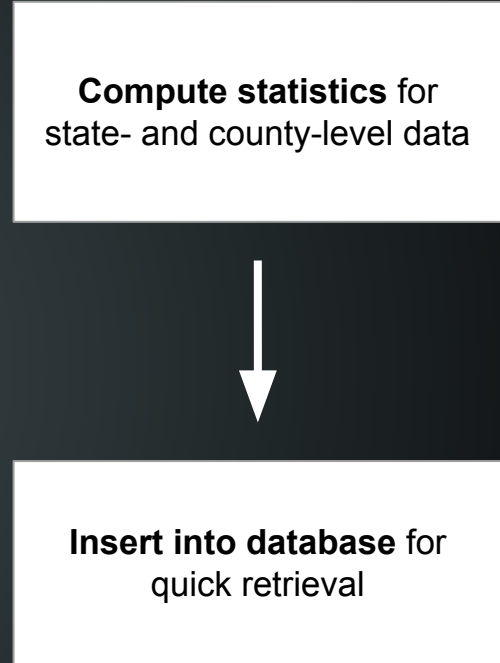 Compute statistics for
state- and county-level data
Insert into database for
quick retrieval